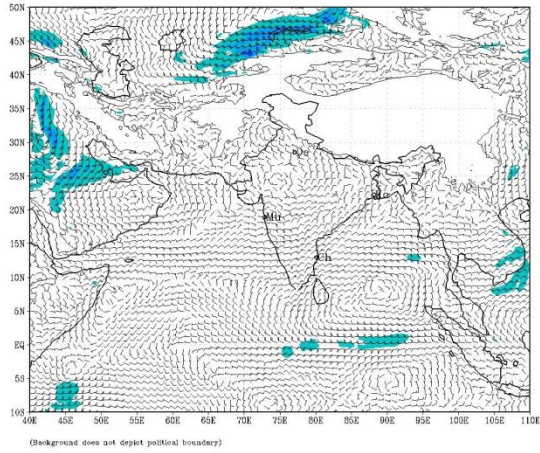 50N
45N
40N
35N
30N
25N
20N
Mu
15N
Ch
10N
5N
EQ
5S
10S
40E 45E 50E 55E 60E 65E 70E 75E 80E 85E 90E 95E 100E 105E 110E
(Background does not depict political boundary)